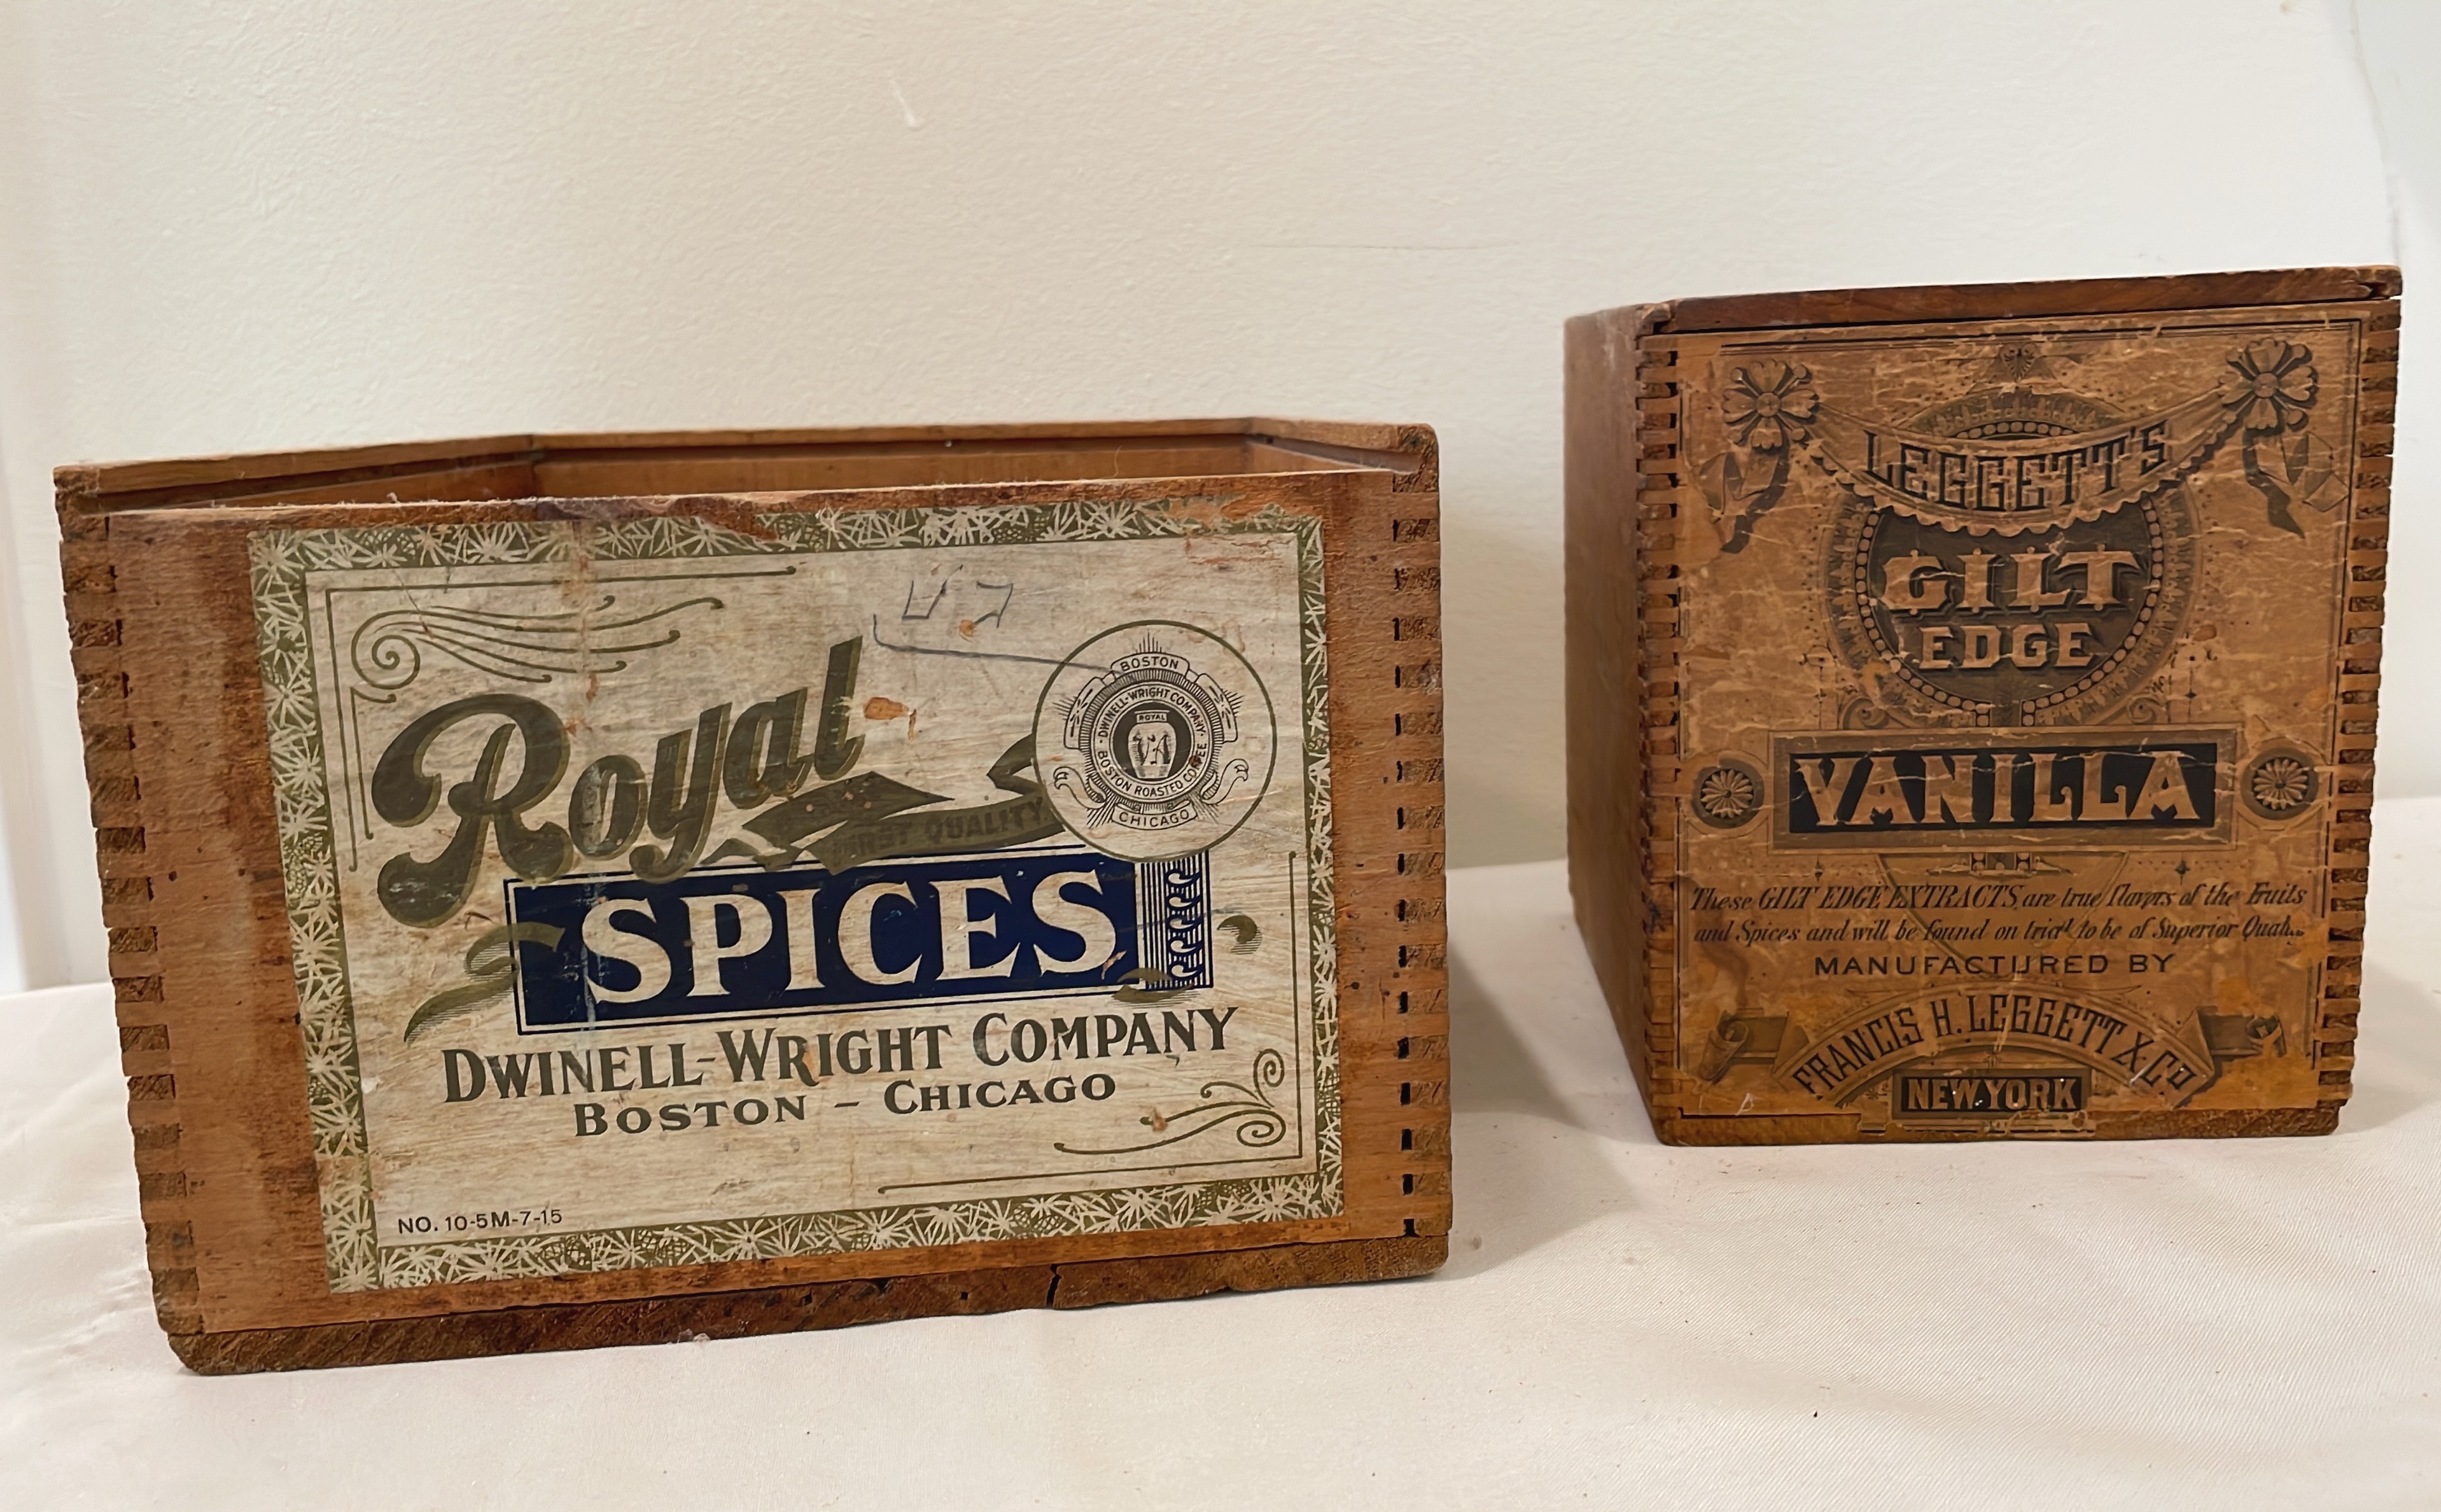 Royal
FIRST QUALITY
BOSTON
DWINELL-WRIGHT COMPANY
ROYAL
BOSTON ROASTED COFFEE
CHICAGO
SPICES
DWINELL-WRIGHT COMPANY
BOSTON - CHICAGO
NO. 10-5M-7-15
LEGGETT'S
GILT
EDGE
VANILLA
These GILT EDGE EXTRACTS, are true flavors of the Fruits
and Spices and will be found on trial to be of Superior
MANUFACTURED BY
FRANCIS H. LEGGETT & Co
NEW YORK